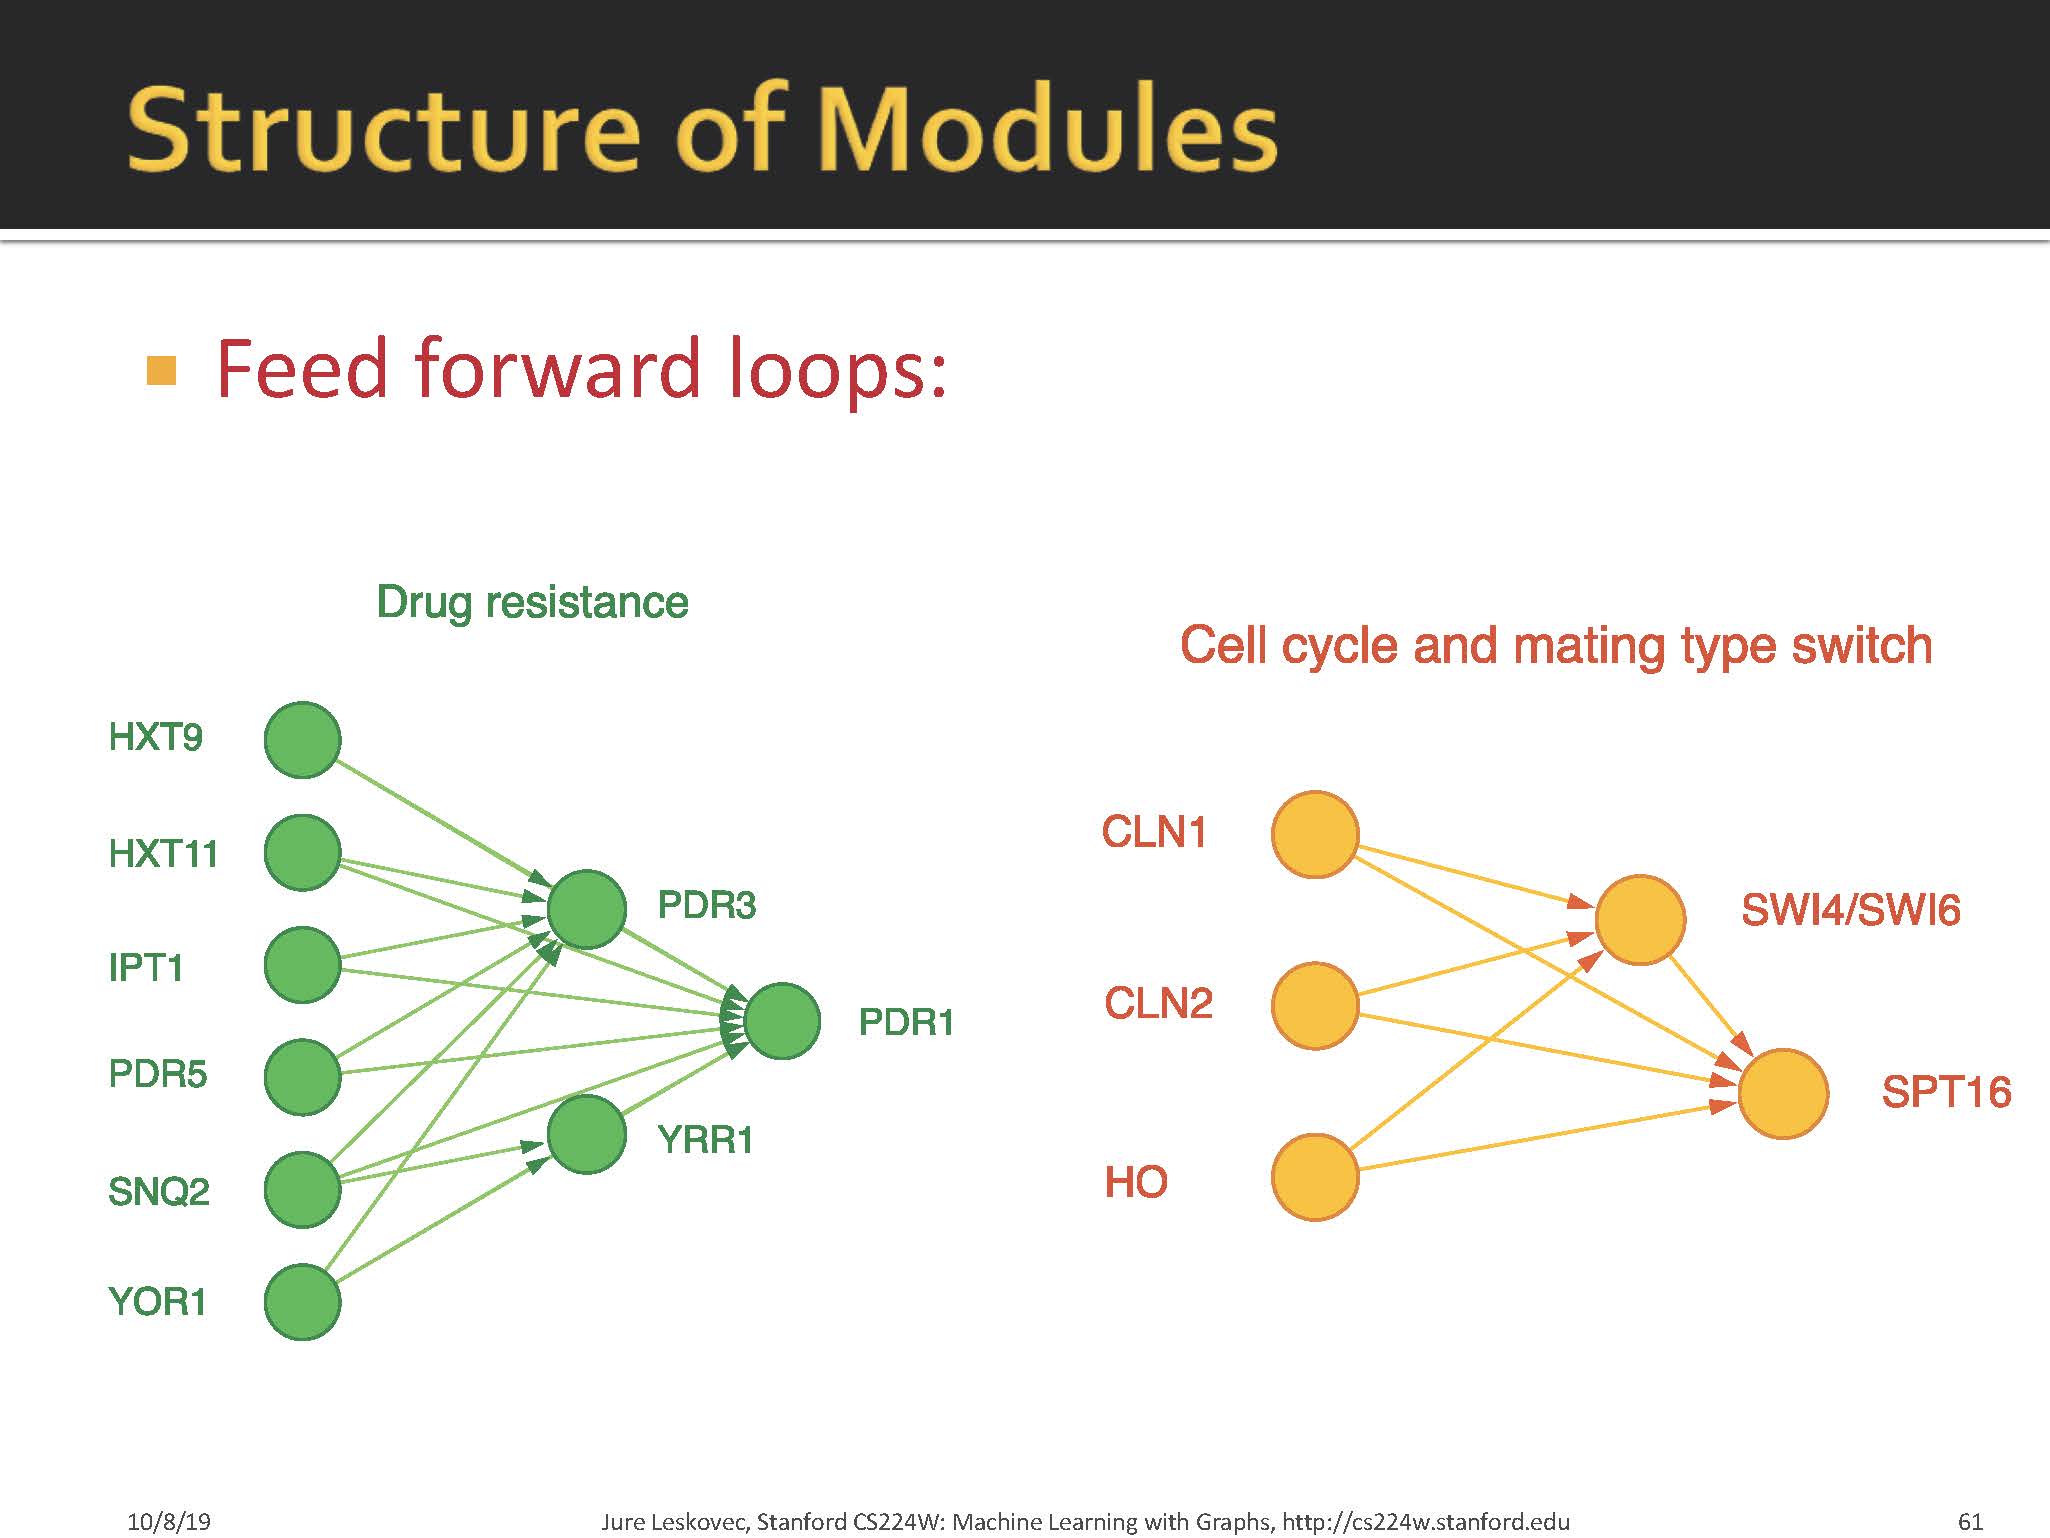 Structure of Modules
Feed forward loops:
Drug resistance
HXT9
HXT11
IPT1
PDR5
SNQ2
YOR1
PDR3
PDR1
YRR1
Cell cycle and mating type switch
CLN1
CLN2
HO
SWI4/SWI6
SPT16
10/8/19
Jure Leskovec, Stanford CS224W: Machine Learning with Graphs, http://cs224w.stanford.edu
61